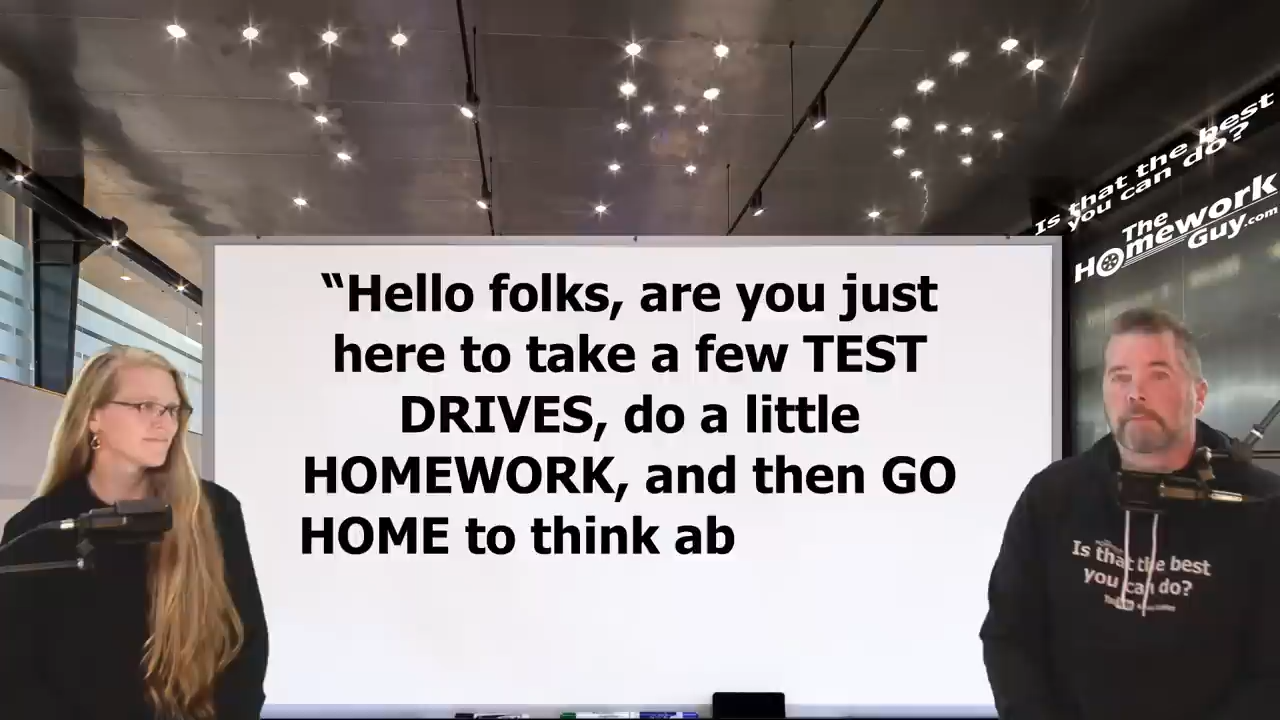 Is that the best
you can do?
The
Homework
Guy.com
“Hello folks, are you just
here to take a few TEST
DRIVES, do a little
HOMEWORK, and then GO
HOME to think ab
Is that the best
you can do?